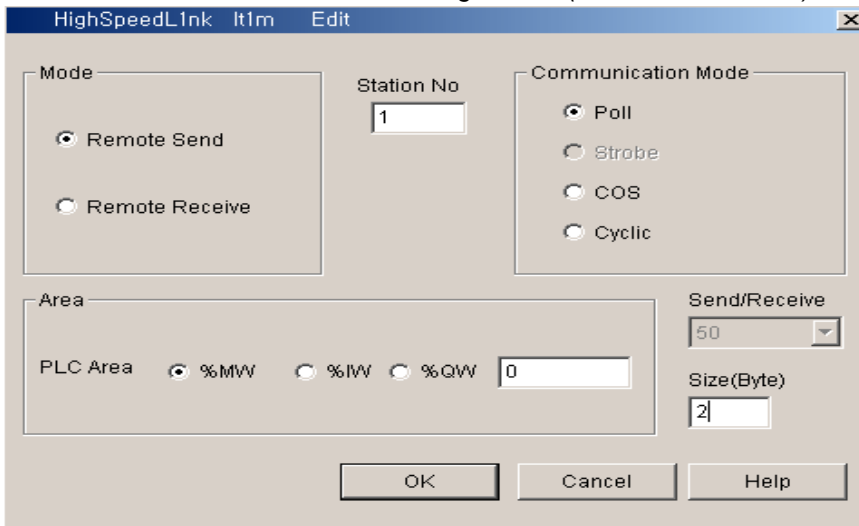 HighSpeedL1nk It1m Edit
Mode
Remote Send
Remote Receive
Station No
1
Communication Mode
Poll
Strobe
COS
Cyclic
Area
PLC Area %MW %IW %QW 0
Send/Receive
50
Size(Byte)
2
OK Cancel Help